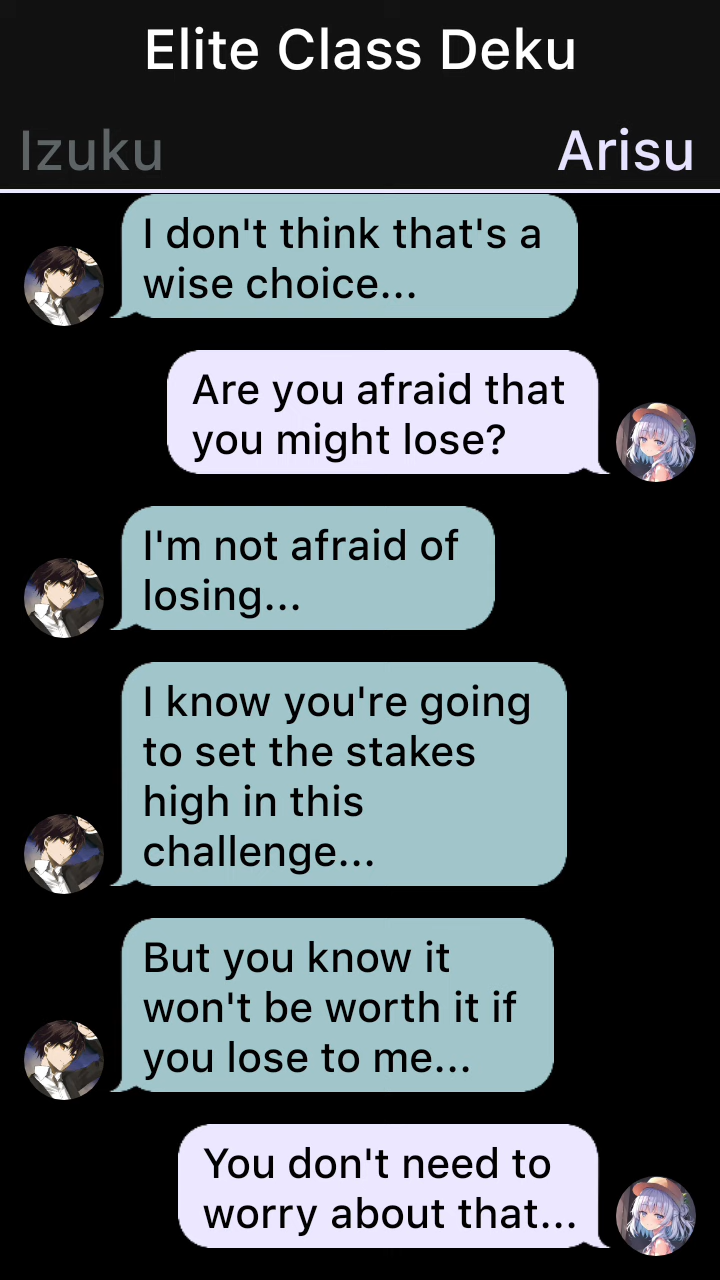 Elite Class Deku
Izuku
Arisu
I don't think that's a
wise choice...
Are you afraid that
you might lose?
I'm not afraid of
losing...
I know you're going
to set the stakes
high in this
challenge...
But you know it
won't be worth it if
you lose to me...
You don't need to
worry about that...